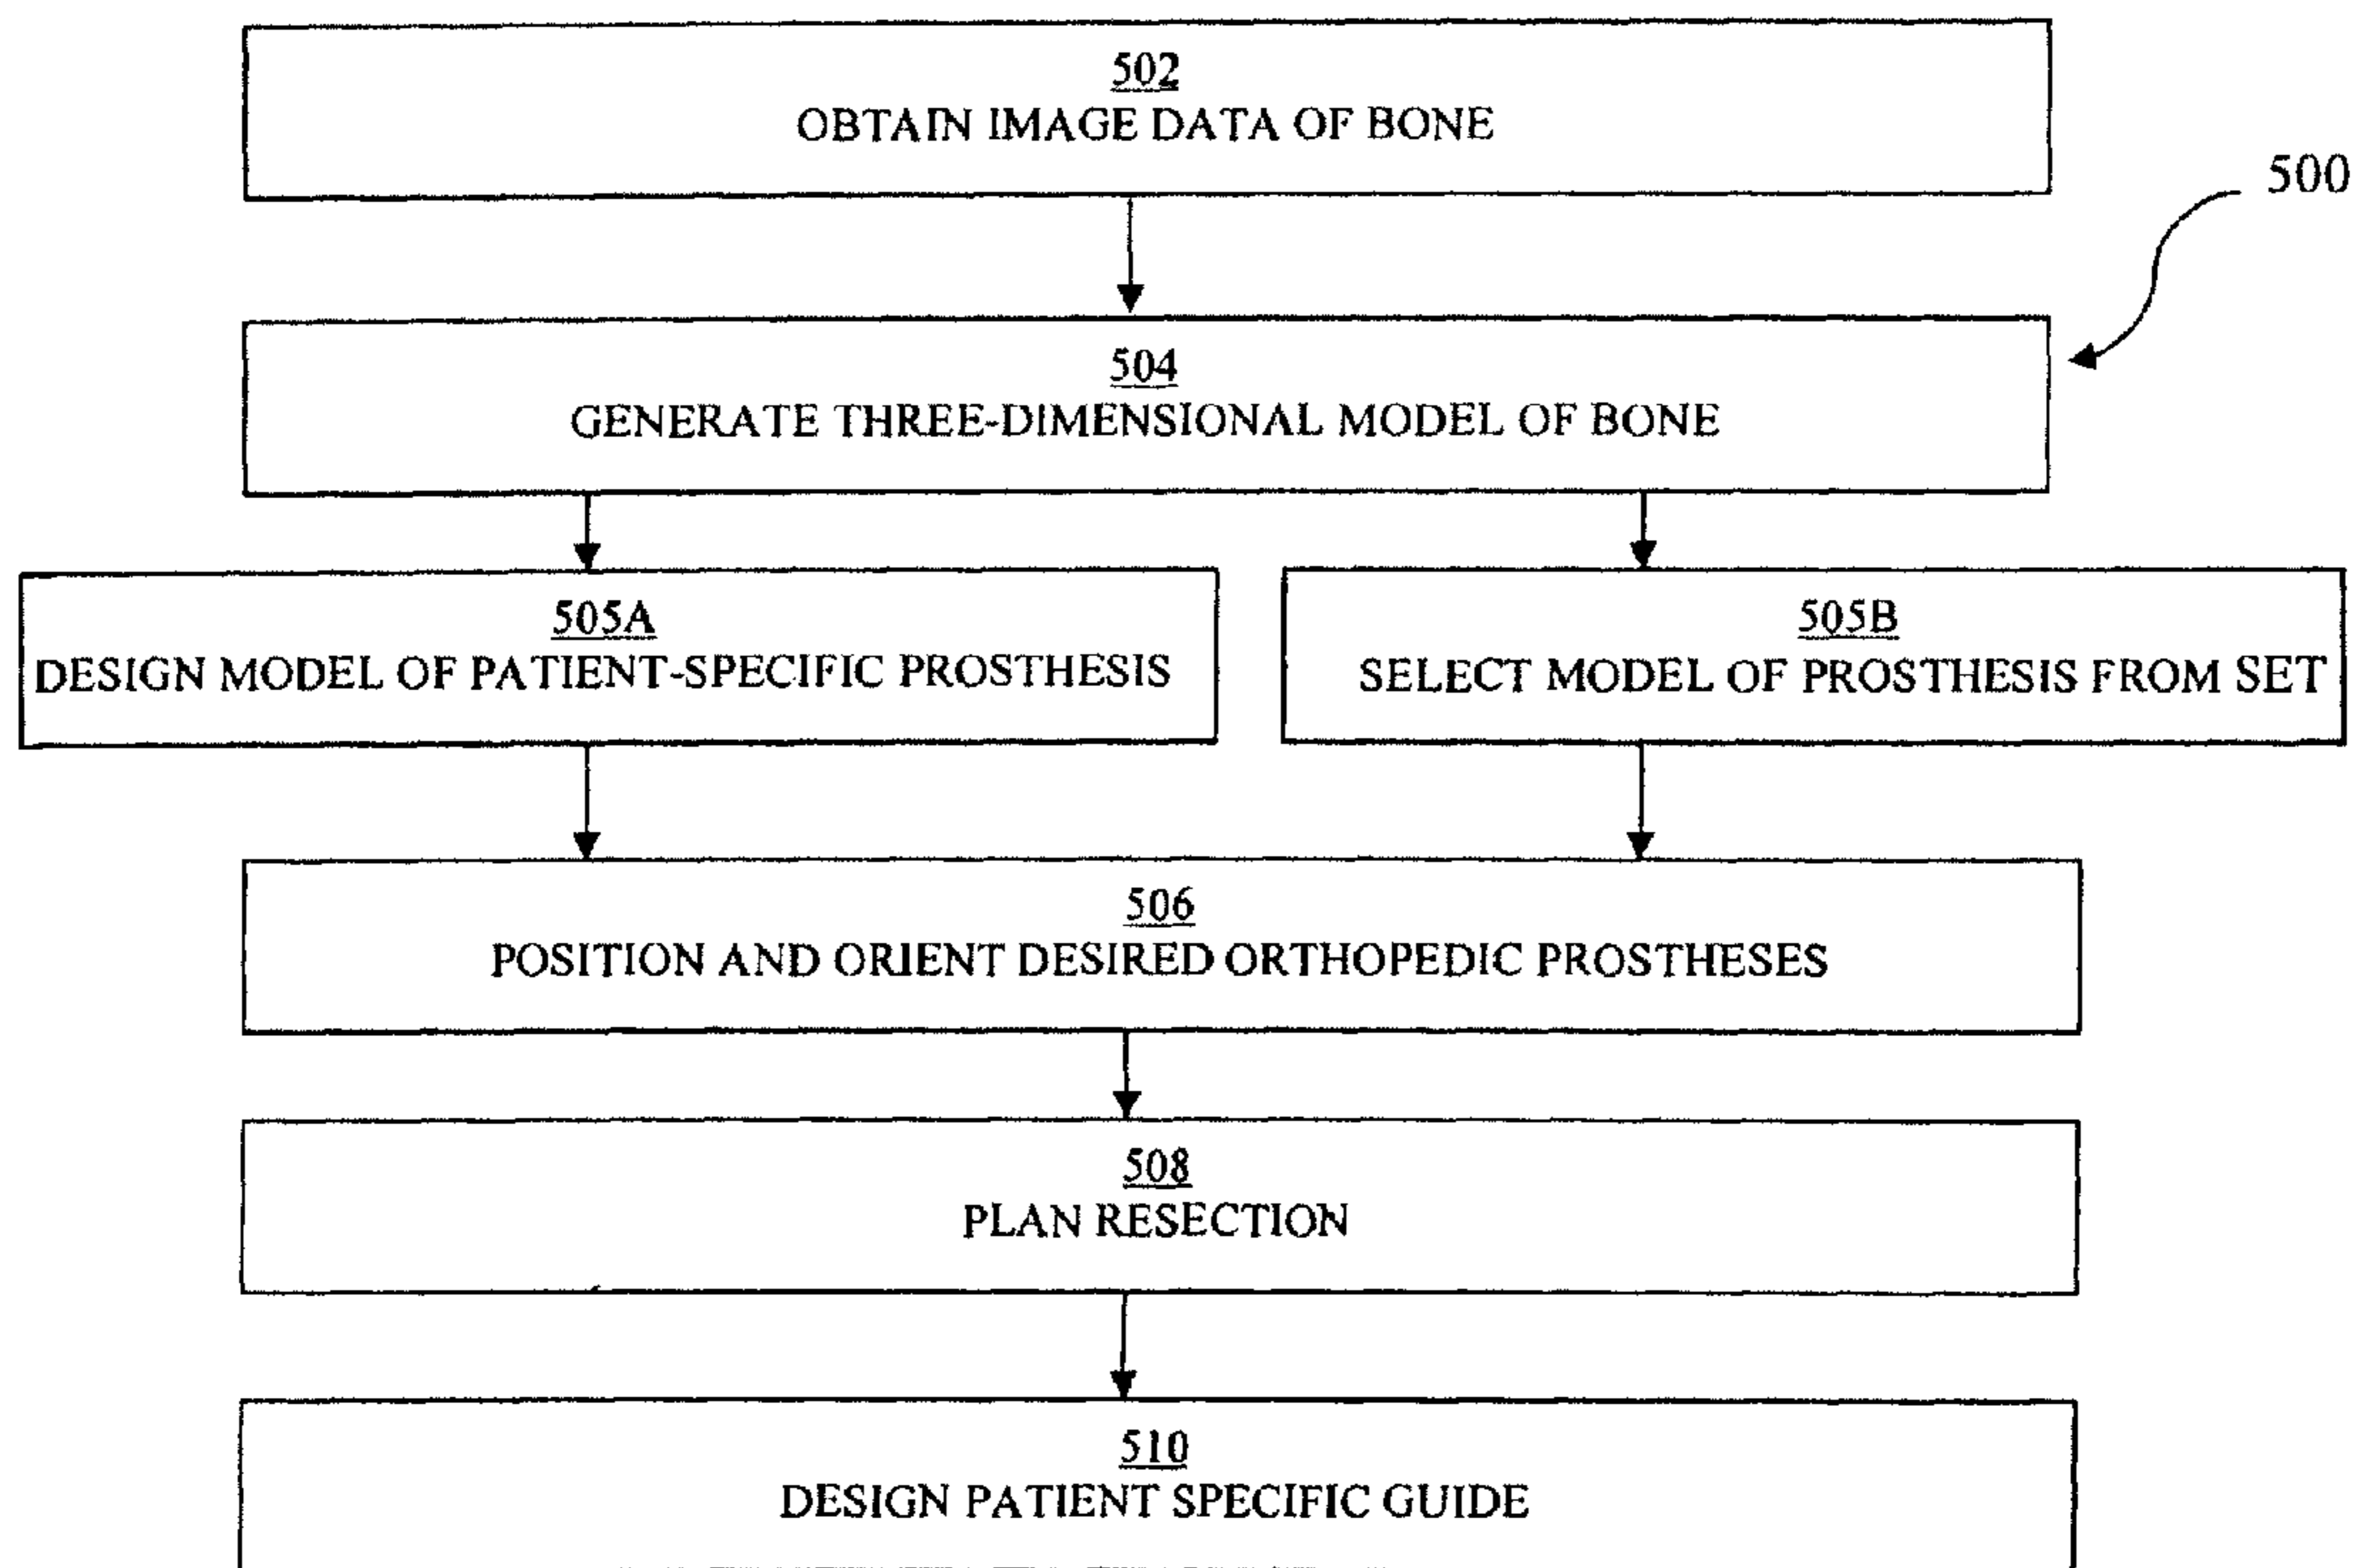 502
OBTAIN IMAGE DATA OF BONE
500
504
GENERATE THREE-DIMENSIONAL MODEL OF BONE
505A
DESIGN MODEL OF PATIENT-SPECIFIC PROSTHESIS
505B
SELECT MODEL OF PROSTHESIS FROM SET
506
POSITION AND ORIENT DESIRED ORTHOPEDIC PROSTHESES
508
PLAN RESECTION
510
DESIGN PATIENT SPECIFIC GUIDE